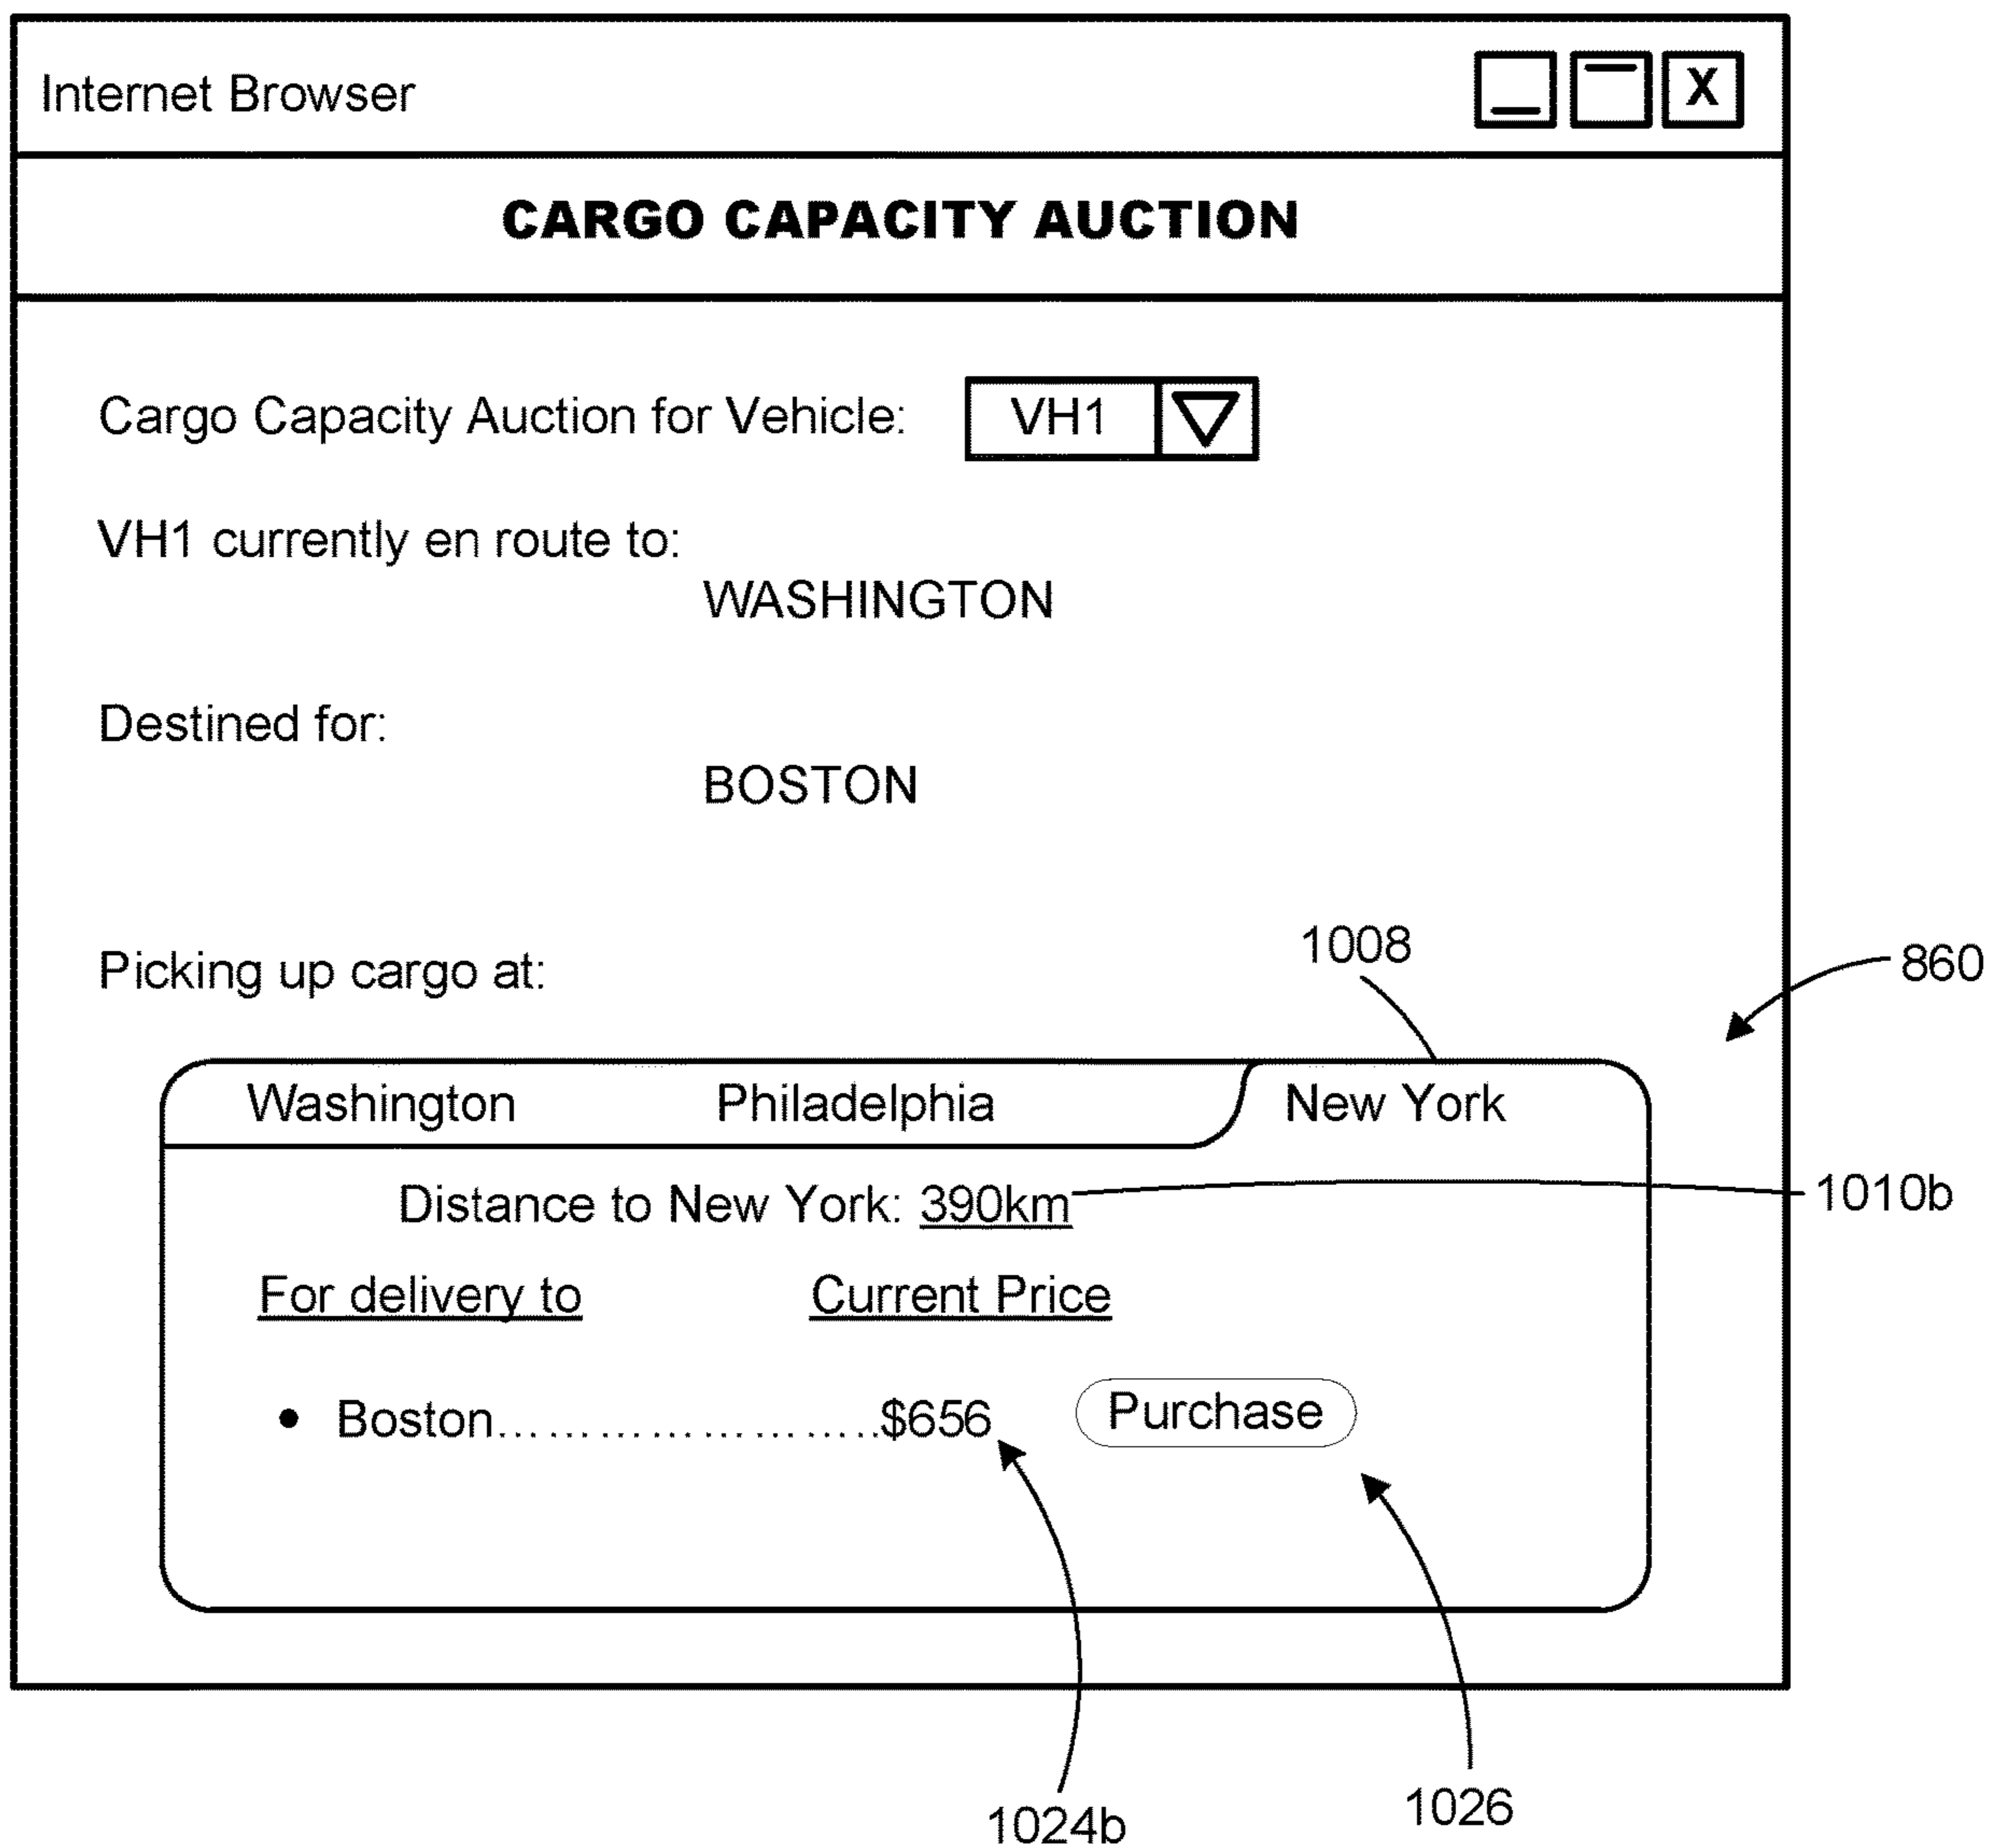 Internet Browser
X
CARGO CAPACITY AUCTION
Cargo Capacity Auction for Vehicle: VH1
VH1 currently en route to:
WASHINGTON
Destined for:
BOSTON
1008
860
Picking up cargo at:
Washington Philadelphia New York
Distance to New York: 390km
1010b
For delivery to Current Price
• Boston......................$656 Purchase
1024b
1026